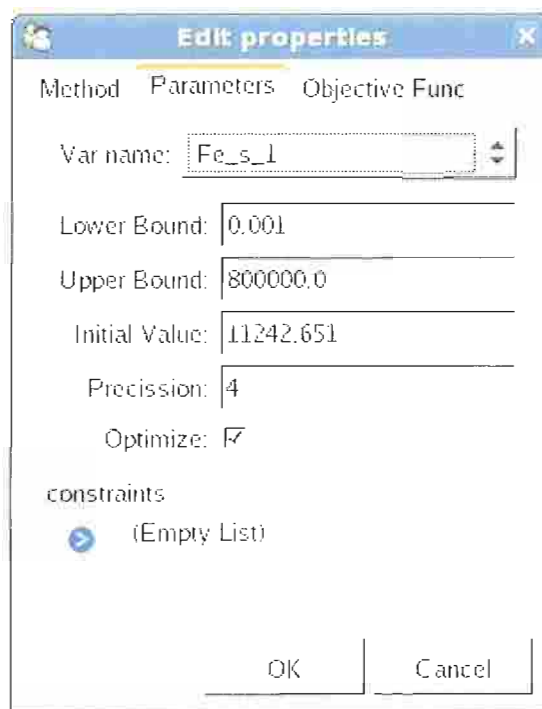 Edit properties
Method Parameters Objective Func
Var name: Fe_s_1
Lower Bound: 0.001
Upper Bound: 800000.0
Initial Value: 11242.651
Precission: 4
Optimize:
constraints
(Empty List)
OK Cancel